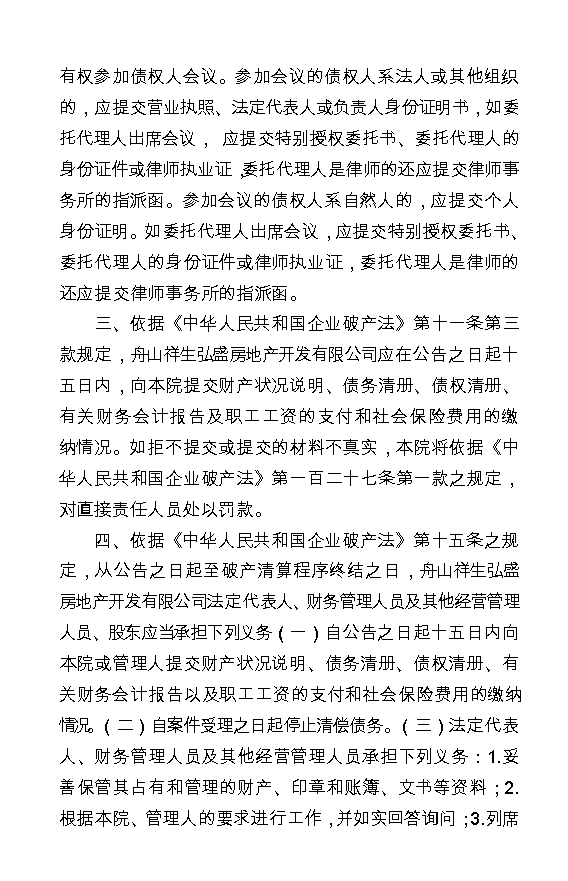 有权参加债权人会议。参加会议的债权人系法人或其他组织
的，应提交营业执照、法定代表人或负责人身份证明书，如委
托代理人出席会议， 应提交特别授权委托书、委托代理人的
身份证件或律师执业证，委托代理人是律师的还应提交律师事
务所的指派函。参加会议的债权人系自然人的，应提交个人
身份证明。如委托代理人出席会议，应提交特别授权委托书、
委托代理人的身份证件或律师执业证，委托代理人是律师的
还应提交律师事务所的指派函。
三、依据《中华人民共和国企业破产法》第十一条第三
款规定，舟山祥生弘盛房地产开发有限公司应在公告之日起十
五日内，向本院提交财产状况说明、债务清册、债权清册、
有关财务会计报告及职工工资的支付和社会保险费用的缴
纳情况。如拒不提交或提交的材料不真实，本院将依据《中
华人民共和国企业破产法》第一百二十七条第一款之规定，
对直接责任人员处以罚款。
四、依据《中华人民共和国企业破产法》第十五条之规
定，从公告之日起至破产清算程序终结之日，舟山祥生弘盛
房地产开发有限公司法定代表人、财务管理人员及其他经营管理
人员、股东应当承担下列义务（一）自公告之日起十五日内向
本院或管理人提交财产状况说明、债务清册、债权清册、有
关财务会计报告以及职工工资的支付和社会保险费用的缴纳
情况。（二）自案件受理之日起停止清偿债务。（三）法定代表
人、财务管理人员及其他经营管理人员承担下列义务：1.妥
善保管其占有和管理的财产、印章和账簿、文书等资料；2.
根据本院、管理人的要求进行工作，并如实回答询问；3.列席